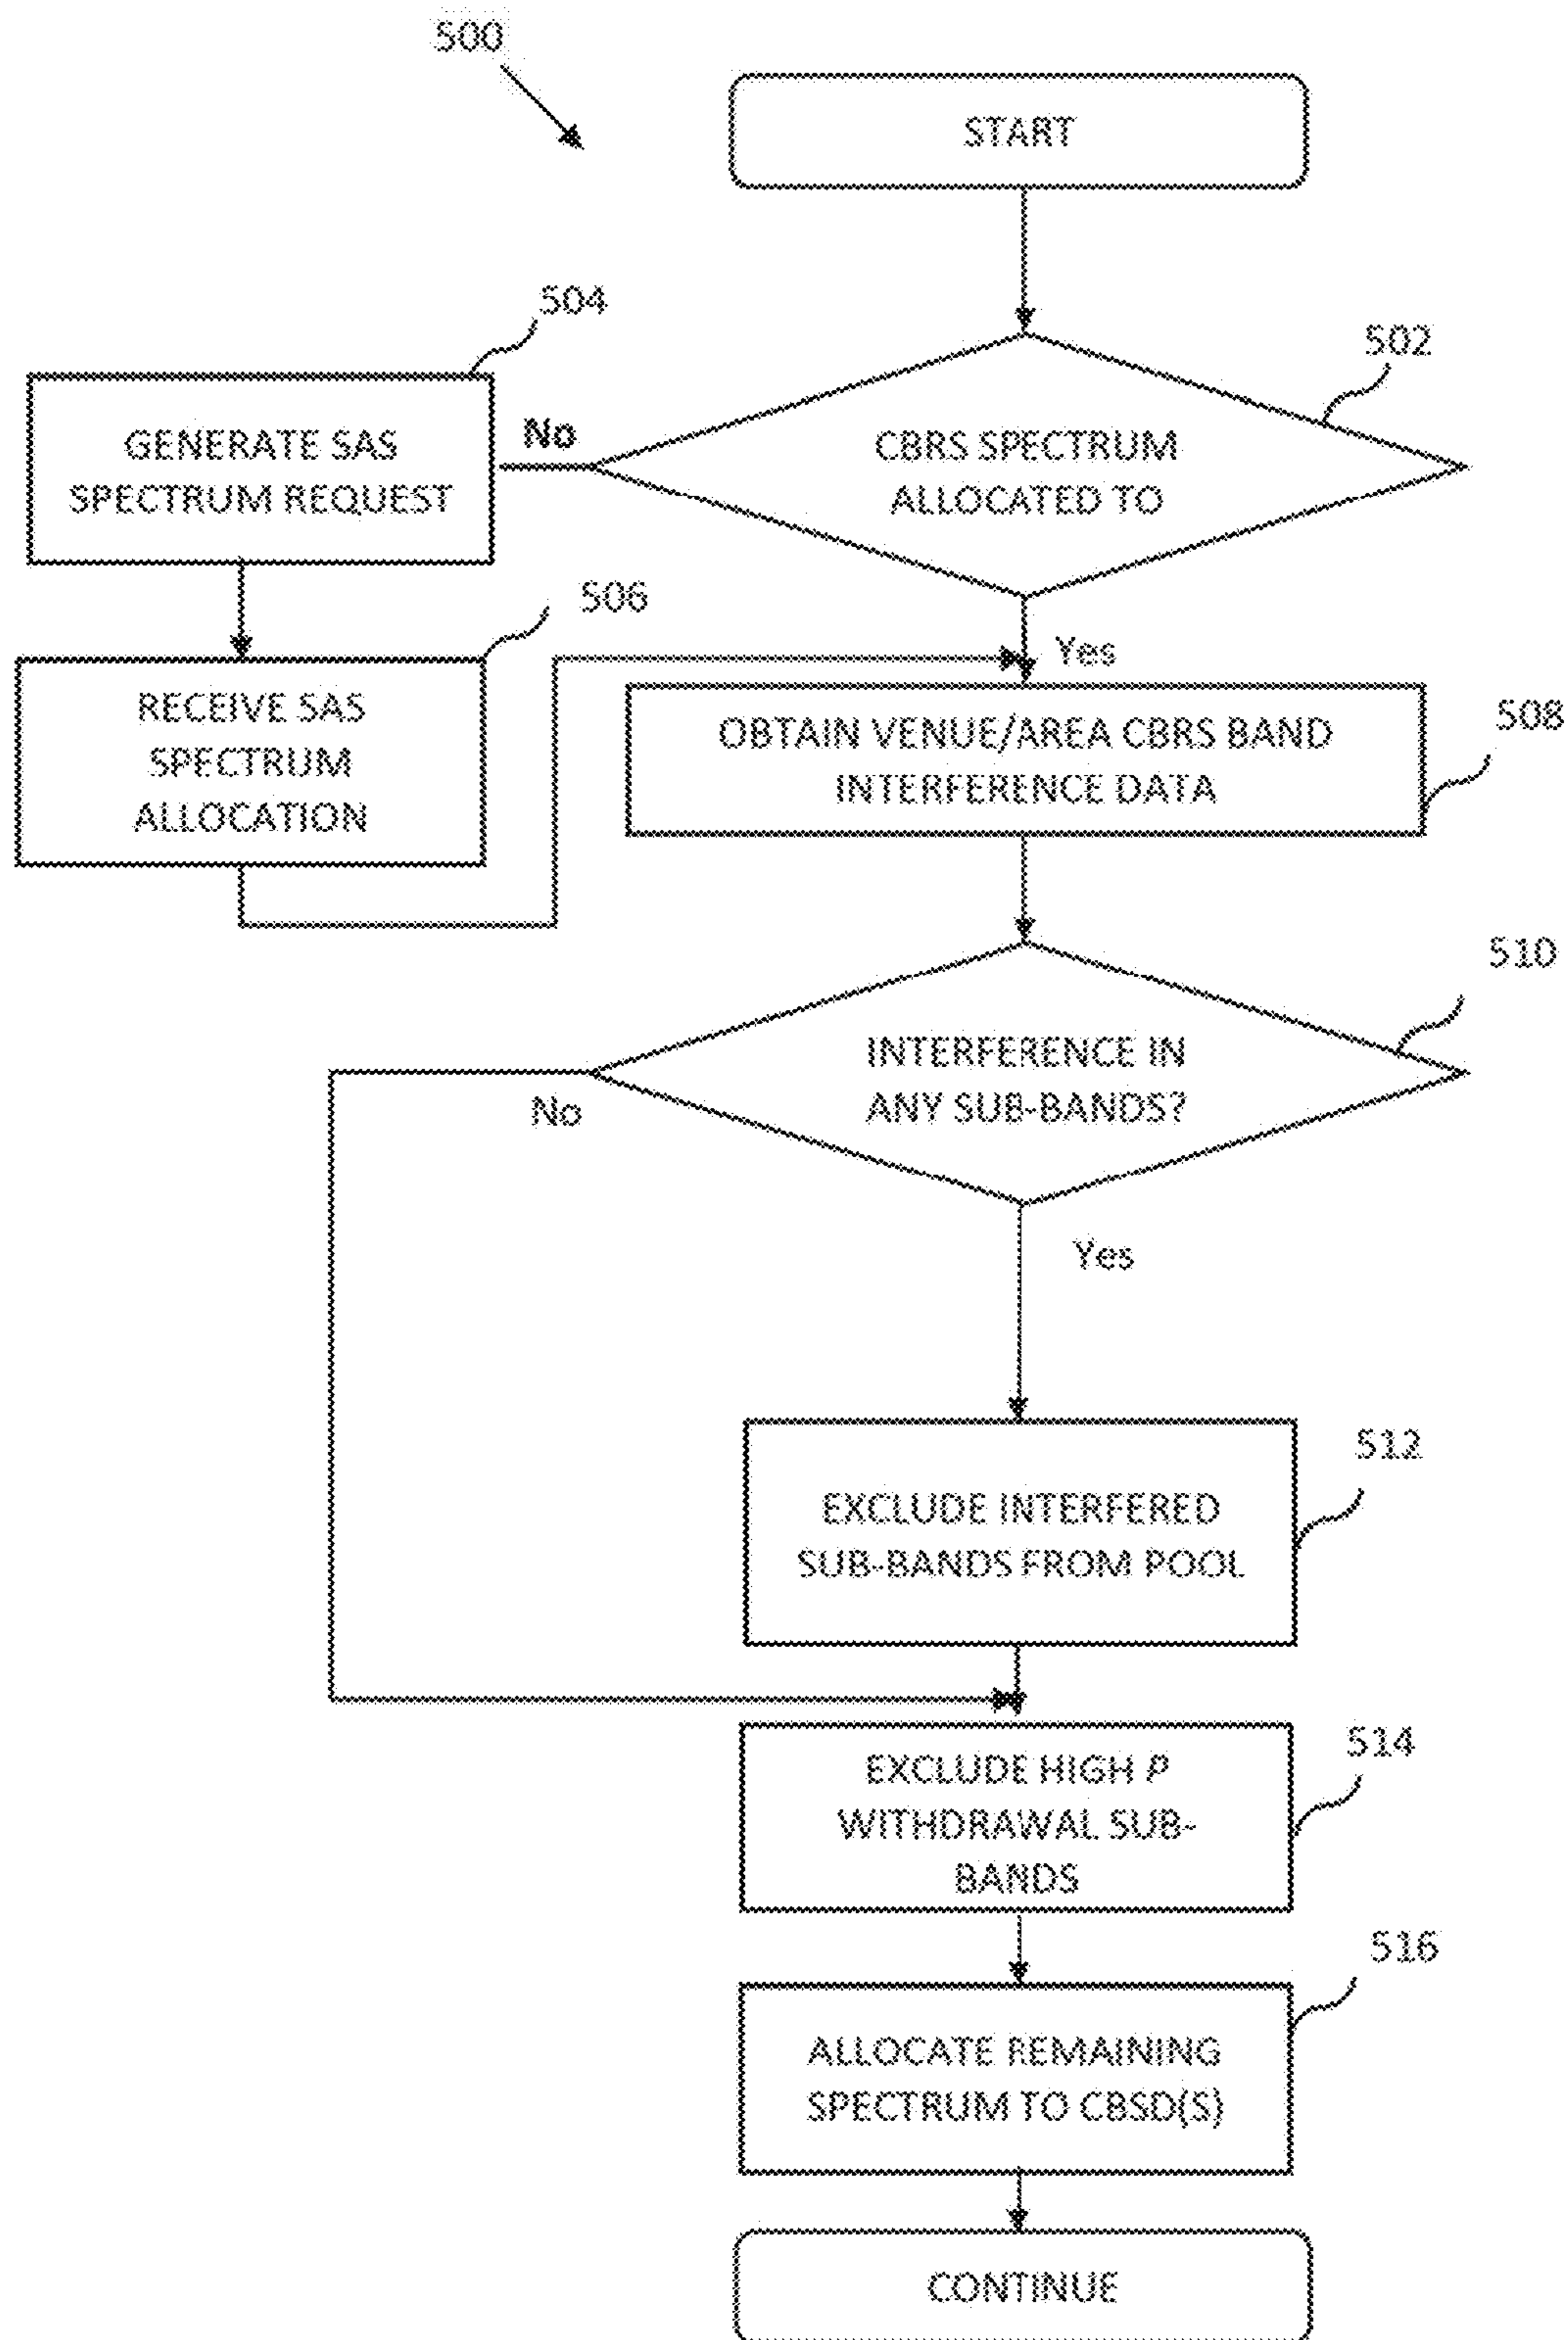 500
START
504
502
GENERATE SAS
SPECTRUM REQUEST
No
CBRS SPECTRUM
ALLOCATED TO
506
Yes
RECEIVE SAS
SPECTRUM
ALLOCATION
OBTAIN VENUE/AREA CBRS BAND
INTERFERENCE DATA
508
510
INTERFERENCE IN
ANY SUB-BANDS?
No
Yes
512
EXCLUDE INTERFERED
SUB-BANDS FROM POOL
514
EXCLUDE HIGH P
WITHDRAWAL SUB-
BANDS
516
ALLOCATE REMAINING
SPECTRUM TO CBSD(S)
CONTINUE